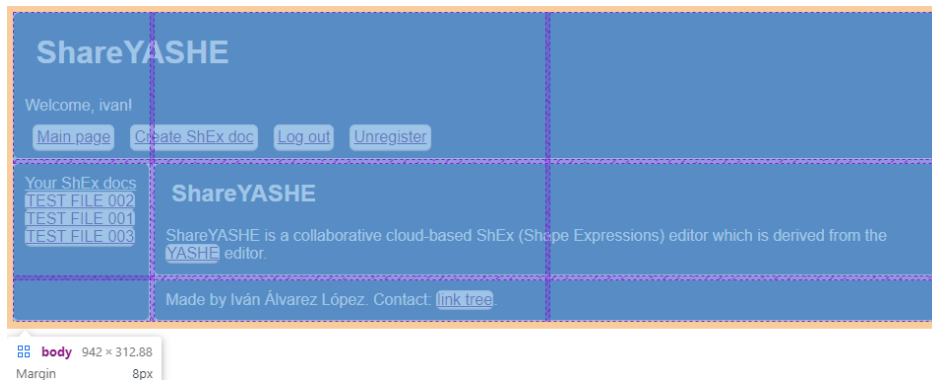 ShareYASHE
Welcome, ivan!
Main page Create ShEx doc Log out Unregister
Your ShEx docs
TEST FILE 002
TEST FILE 001
TEST FILE 003
ShareYASHE
ShareYASHE is a collaborative cloud-based ShEx (Shape Expressions) editor which is derived from the
YASHE editor.
Made by Iván Álvarez López. Contact: link tree.
body 942 × 312.88
Margin 8px